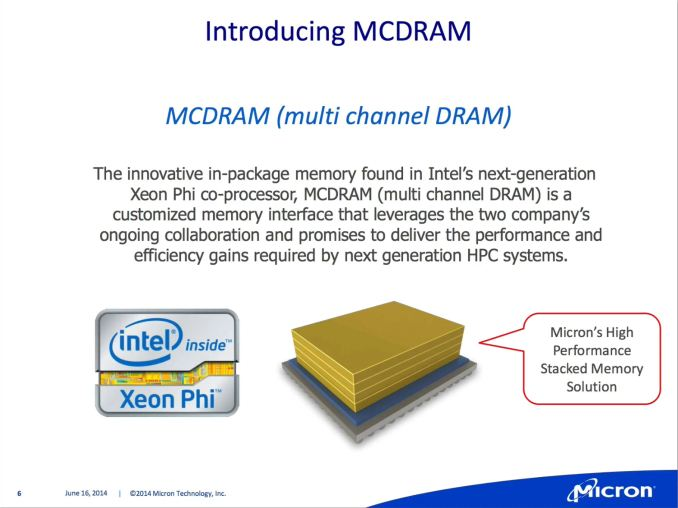 Introducing MCDRAM
MCDRAM (multi channel DRAM)
The innovative in-package memory found in Intel's next-generation
Xeon Phi co-processor, MCDRAM (multi channel DRAM) is a
customized memory interface that leverages the two company's
ongoing collaboration and promises to deliver the performance and
efficiency gains required by next generation HPC systems.
intel inside™
Xeon Phi™
Micron's High
Performance
Stacked Memory
Solution
6 June 16, 2014 | ©2014 Micron Technology, Inc.
Micron